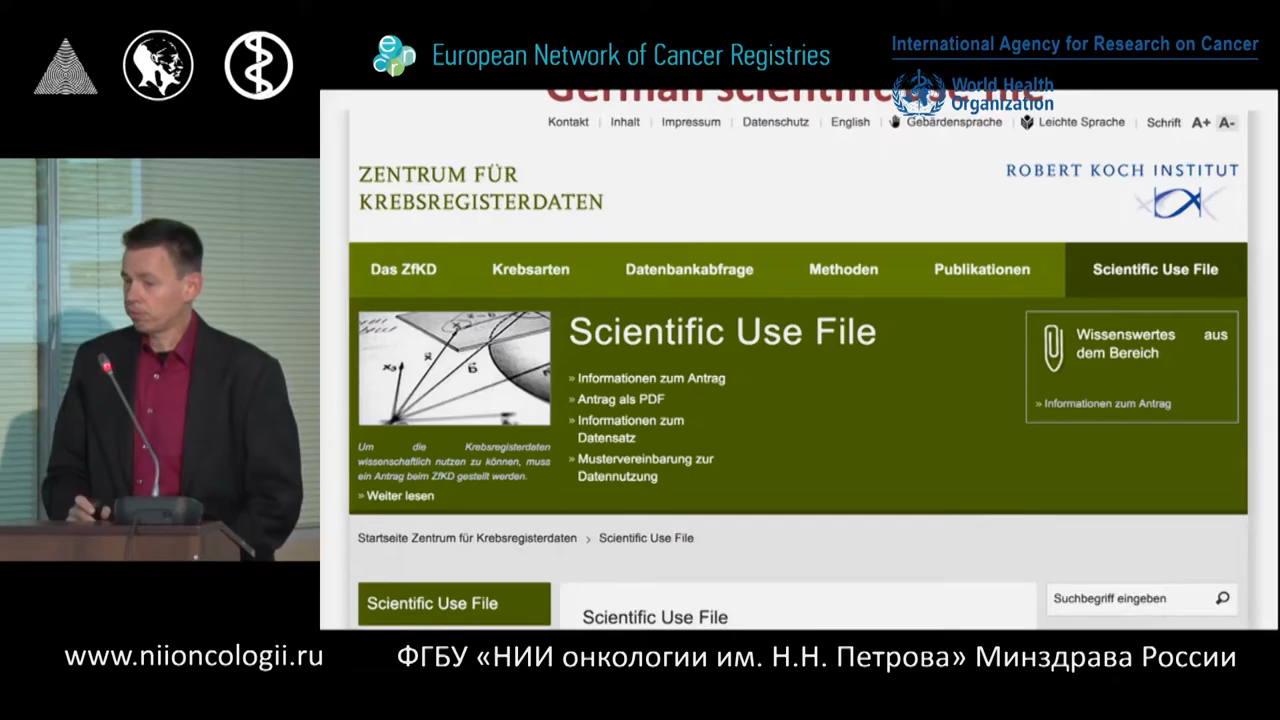 European Network of Cancer Registries
International Agency for Research on Cancer
World Health
Organization
Kontakt | Inhalt | Impressum | Datenschutz | English | Gebärdensprache | Leichte Sprache | Schrift A+ A-
ZENTRUM FÜR
KREBSREGISTERDATEN
ROBERT KOCH INSTITUT
Das ZfKD Krebsarten Datenbankabfrage Methoden Publikationen Scientific Use File
Scientific Use File
» Informationen zum Antrag
» Antrag als PDF
» Informationen zum
Datensatz
» Mustervereinbarung zur
Datennutzung
Um die Krebsregisterdaten
wissenschaftlich nutzen zu können, muss
ein Antrag beim ZfKD gestellt werden.
» Weiter lesen
Wissenswertes aus
dem Bereich
» Informationen zum Antrag
Startseite Zentrum für Krebsregisterdaten › Scientific Use File
Scientific Use File
Scientific Use File
Suchbegriff eingeben
www.niioncologii.ru
ФГБУ «НИИ онкологии им. Н.Н. Петрова» Минздрава России